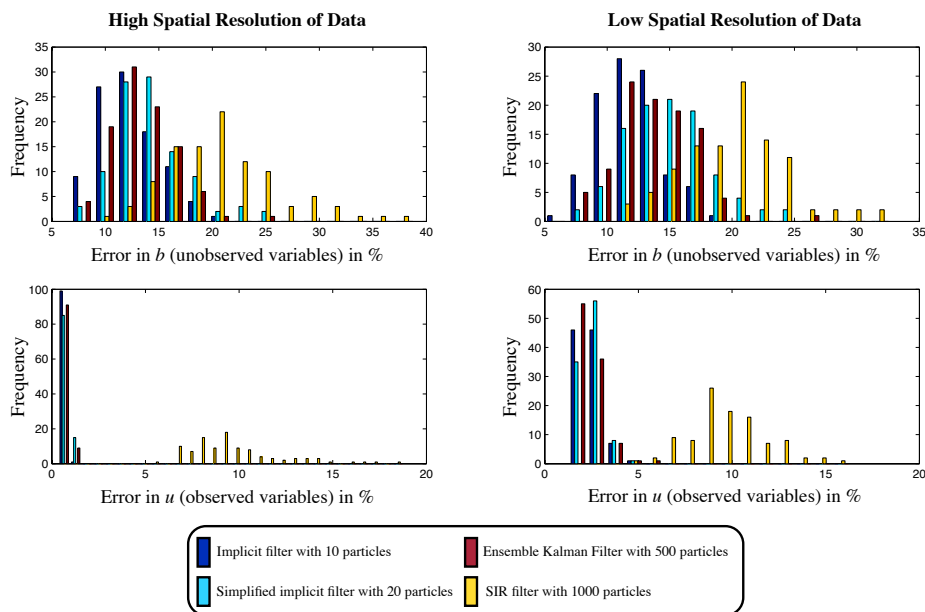 High Spatial Resolution of Data
Low Spatial Resolution of Data
35
30
25
20
15
10
5
0
Frequency
5 10 15 20 25 30 35 40
Error in b (unobserved variables) in %
30
25
20
15
10
5
0
Frequency
5 10 15 20 25 30 35
Error in b (unobserved variables) in %
100
80
60
40
20
0
Frequency
0 5 10 15 20
Error in u (observed variables) in %
60
50
40
30
20
10
0
Frequency
0 5 10 15 20
Error in u (observed variables) in %
Implicit filter with 10 particles
Ensemble Kalman Filter with 500 particles
Simplified implicit filter with 20 particles
SIR filter with 1000 particles